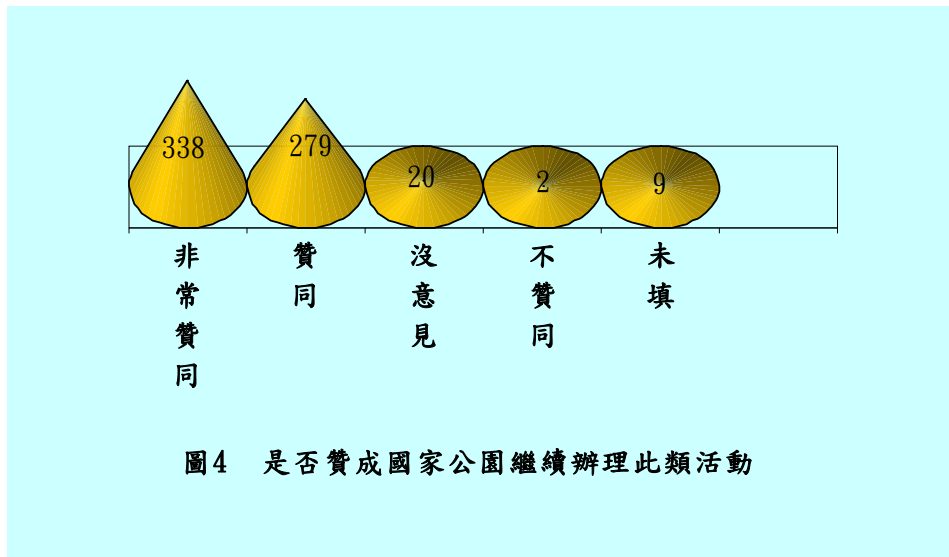 338
279
20
2
9
非常贊同
贊同
沒意見
不贊同
未填
圖4 是否贊成國家公園繼續辦理此類活動